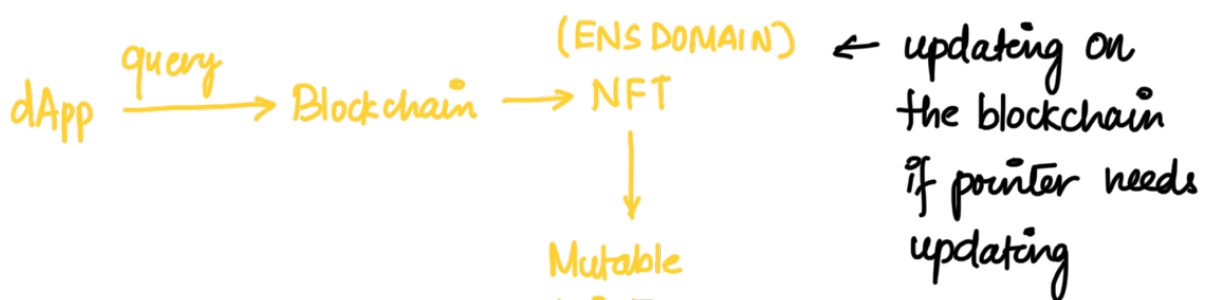 query
dApp
Blockchain
(ENS DOMAIN)
NFT
Mutable
updating on
the blockchain
if pointer needs
updating